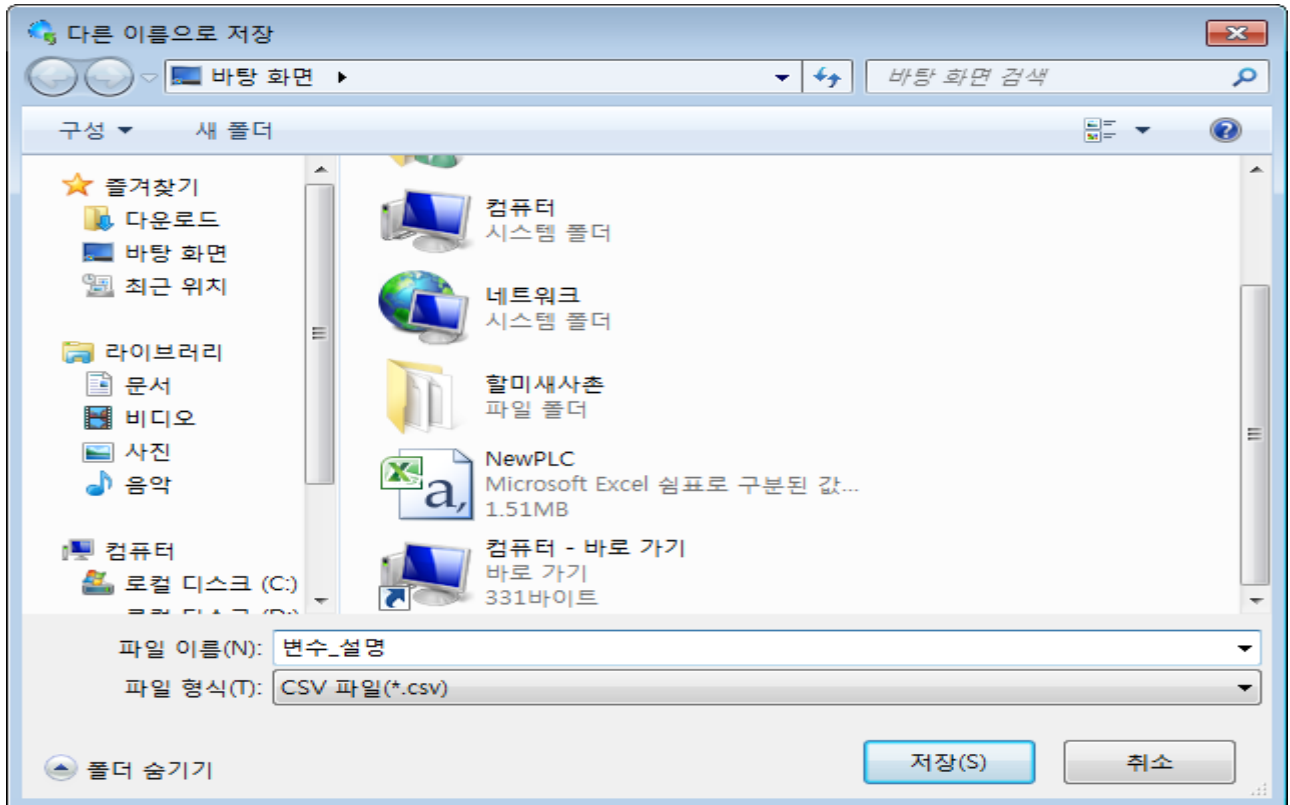 다른 이름으로 저장
바탕 화면
바탕 화면 검색
구성
새 폴더
즐겨찾기
다운로드
바탕 화면
최근 위치
라이브러리
문서
비디오
사진
음악
컴퓨터
로컬 디스크 (C:)
컴퓨터
시스템 폴더
네트워크
시스템 폴더
할미새사촌
파일 폴더
NewPLC
Microsoft Excel 쉼표로 구분된 값...
1.51MB
컴퓨터 - 바로 가기
바로 가기
331바이트
파일 이름(N): 변수_설명
파일 형식(T): CSV 파일(*.csv)
폴더 숨기기
저장(S)
취소